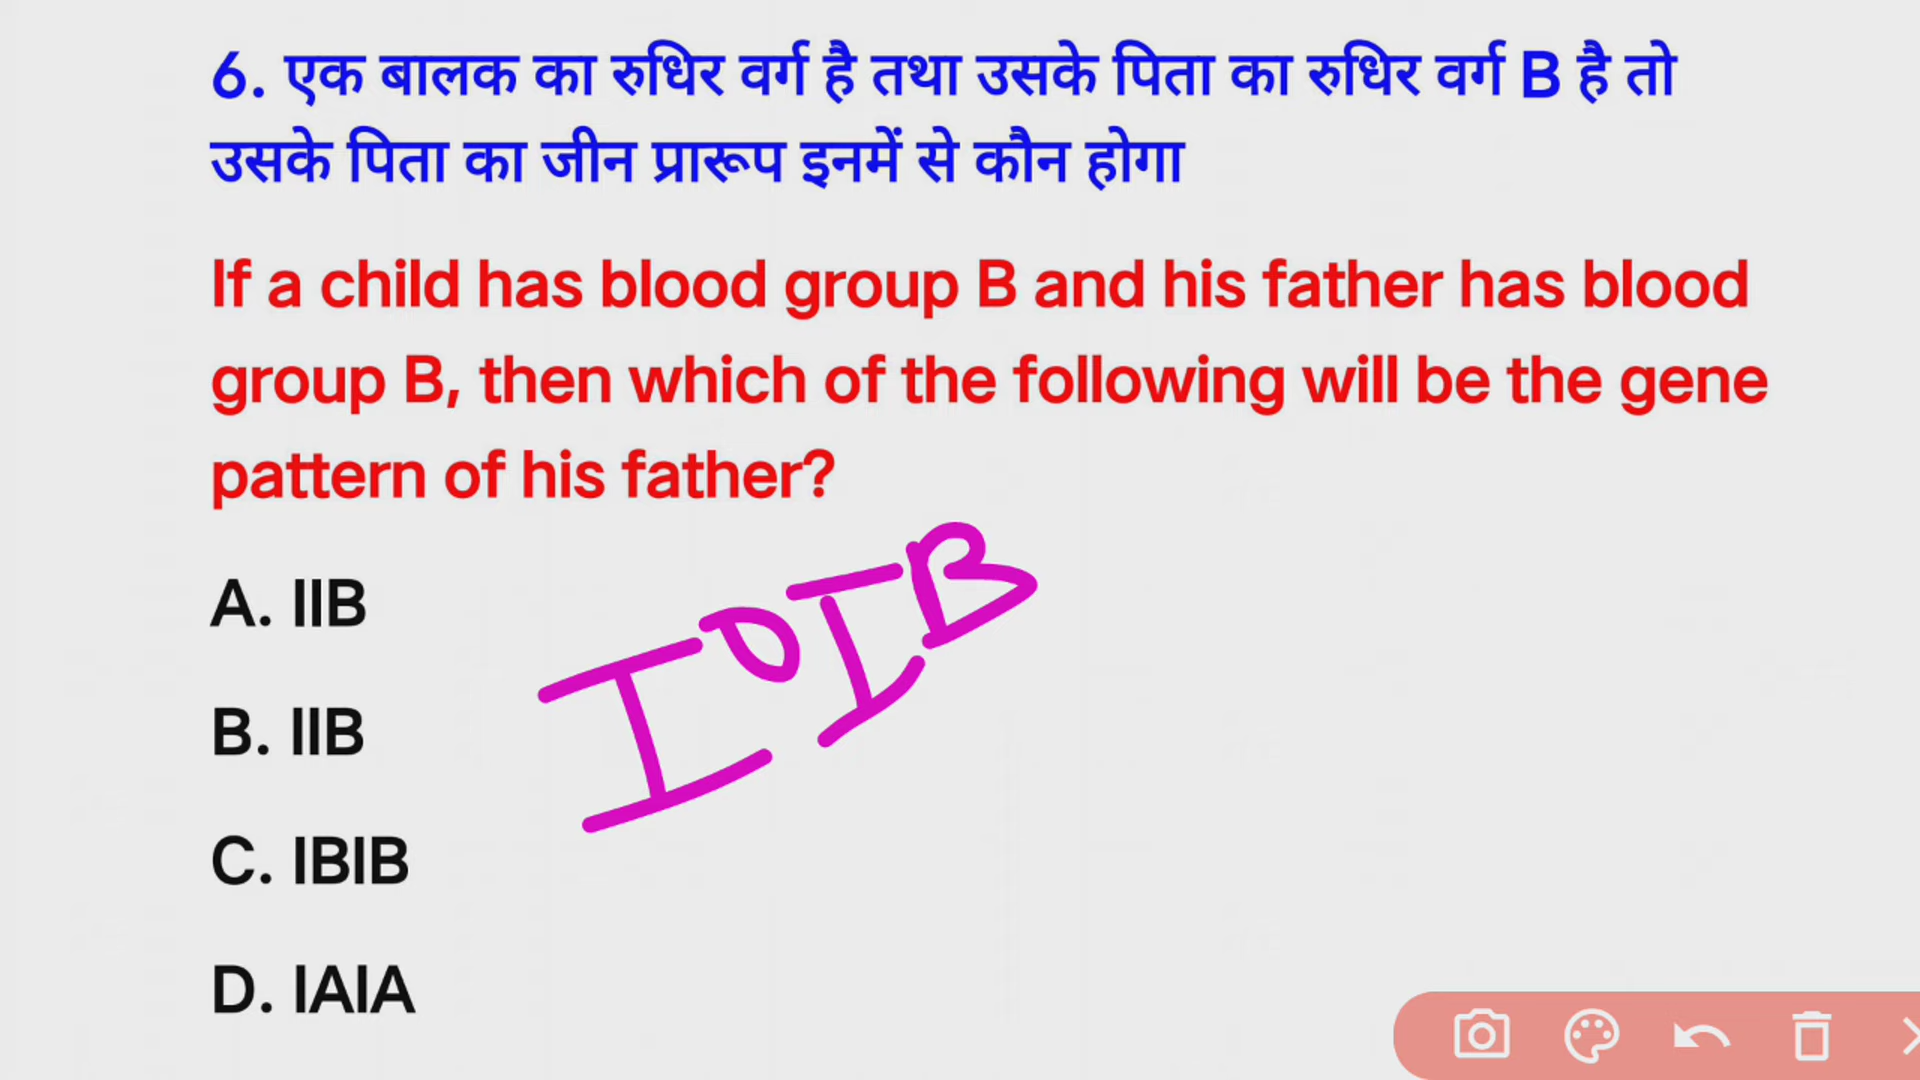 6. एक बालक का रुधिर वर्ग है तथा उसके पिता का रुधिर वर्ग B है तो
उसके पिता का जीन प्रारूप इनमें से कौन होगा
If a child has blood group B and his father has blood
group B, then which of the following will be the gene
pattern of his father?
A. IIB
B. IIB
C. IBIB
D. IAIA
IOIB